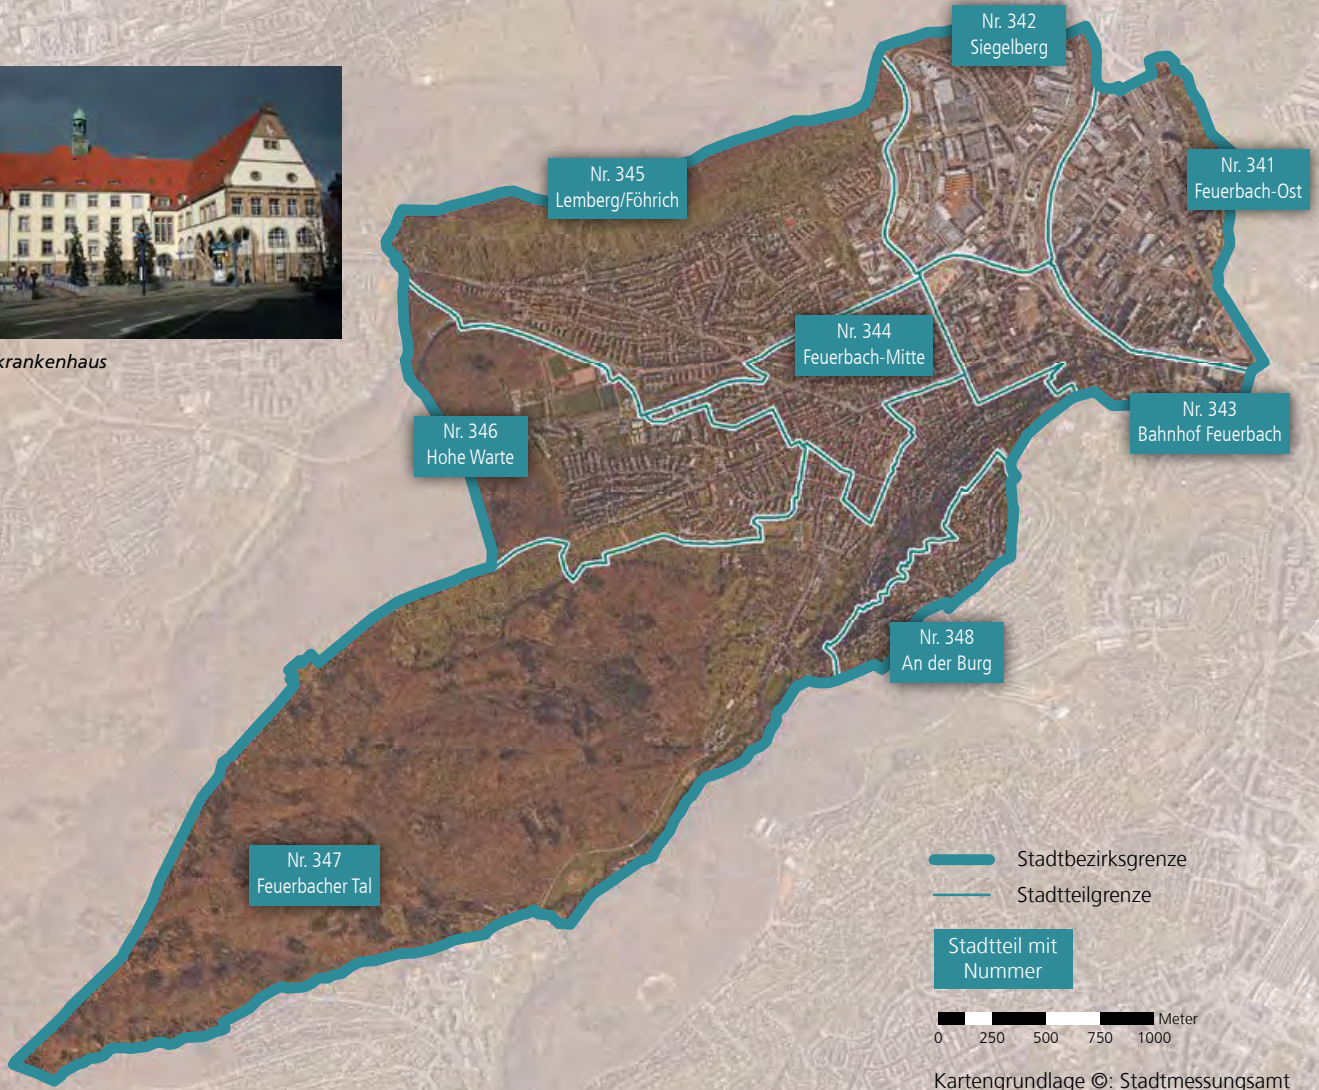 Nr. 342
Siegelberg
Nr. 341
Feuerbach-Ost
Nr. 345
Lemberg/Föhrich
Nr. 344
Feuerbach-Mitte
krankenhaus
Nr. 346
Hohe Warte
Nr. 343
Bahnhof Feuerbach
Nr. 348
An der Burg
Nr. 347
Feuerbacher Tal
Stadtbezirksgrenze
Stadtteilgrenze
Stadtteil mit
Nummer
Meter
0 250 500 750 1000
Kartengrundlage ©: Stadtmessungsamt